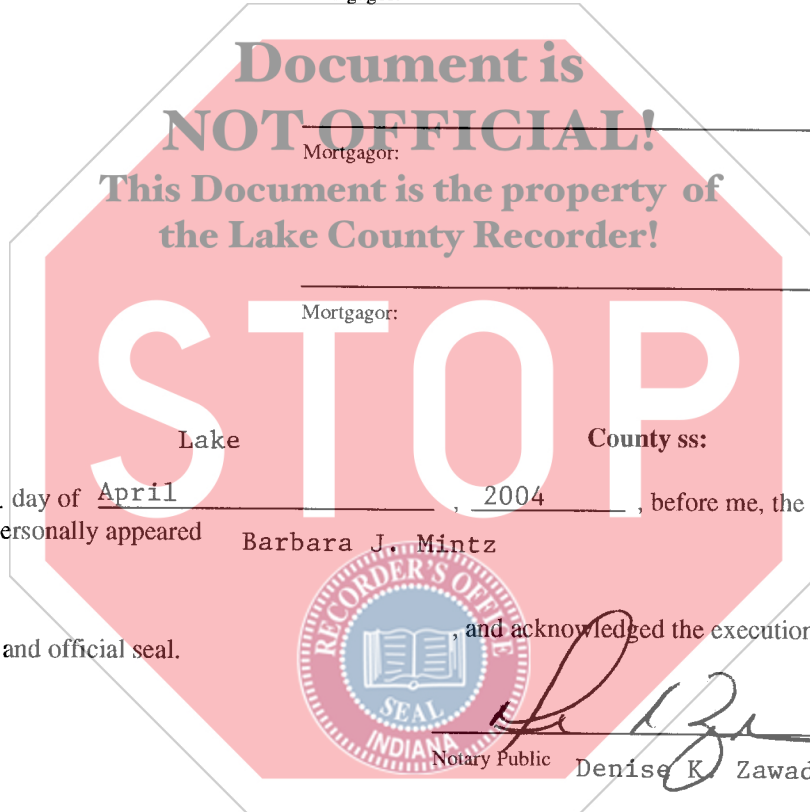 Document is
NOT OFFICIAL!
Mortgagor:
This Document is the property of
the Lake County Recorder!
Mortgagor:
STOP
Lake County ss:
day of April , 2004 , before me, the
ersonally appeared Barbara J. Mintz
RECORDER'S OFFICE
, and acknowledged the execution
and official seal.
SEAL
INDIANA
Notary Public Denise K. Zawad